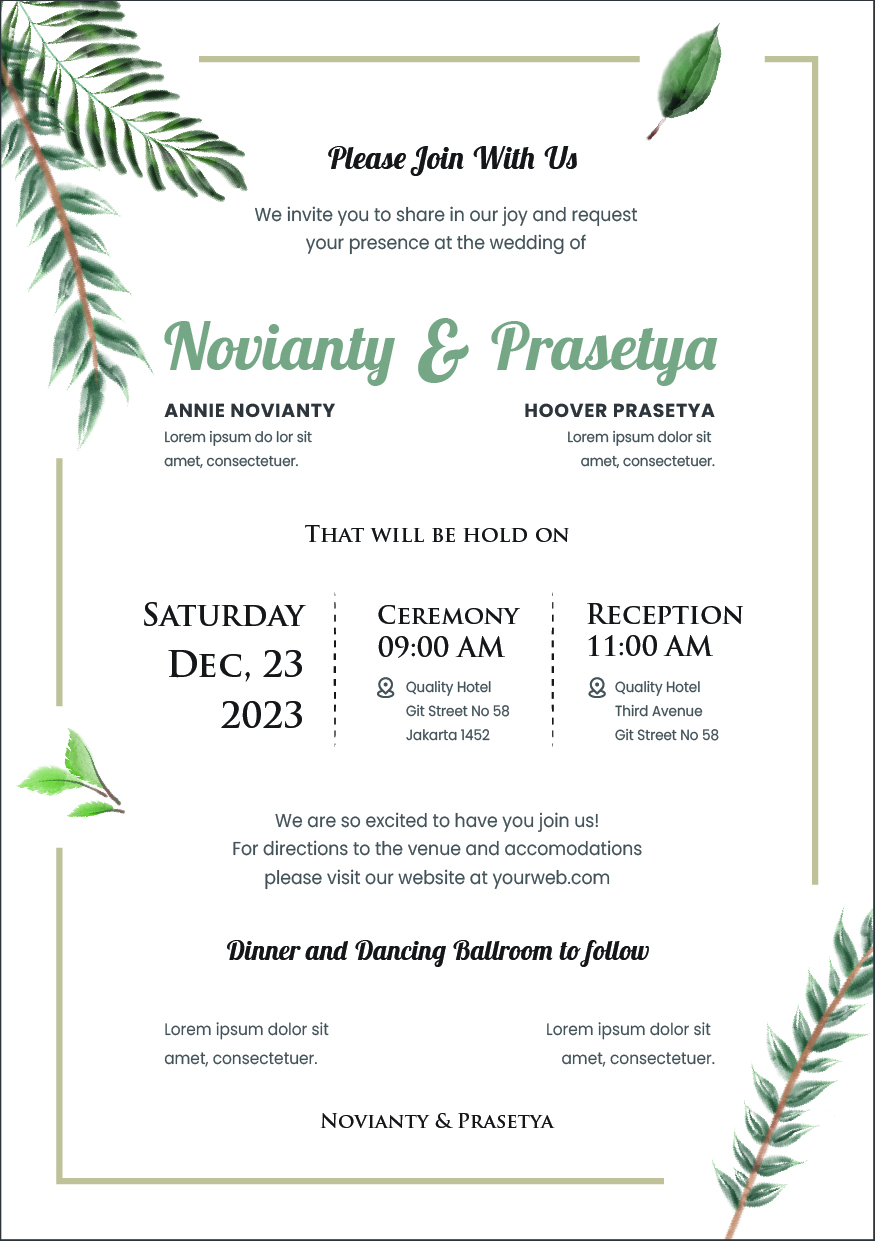 Please Join With Us
We invite you to share in our joy and request
your presence at the wedding of
Novianty & Prasetya
ANNIE NOVIANTY
Lorem ipsum do lor sit
amet, consectetuer.
HOOVER PRASETYA
Lorem ipsum dolor sit
amet, consectetuer.
That will be hold on
Saturday
Dec, 23
2023
Ceremony
09:00 AM
Quality Hotel
Git Street No 58
Jakarta 1452
Reception
11:00 AM
Quality Hotel
Third Avenue
Git Street No 58
We are so excited to have you join us!
For directions to the venue and accomodations
please visit our website at yourweb.com
Dinner and Dancing Ballroom to follow
Lorem ipsum dolor sit
amet, consectetuer.
Lorem ipsum dolor sit
amet, consectetuer.
Novianty & Prasetya